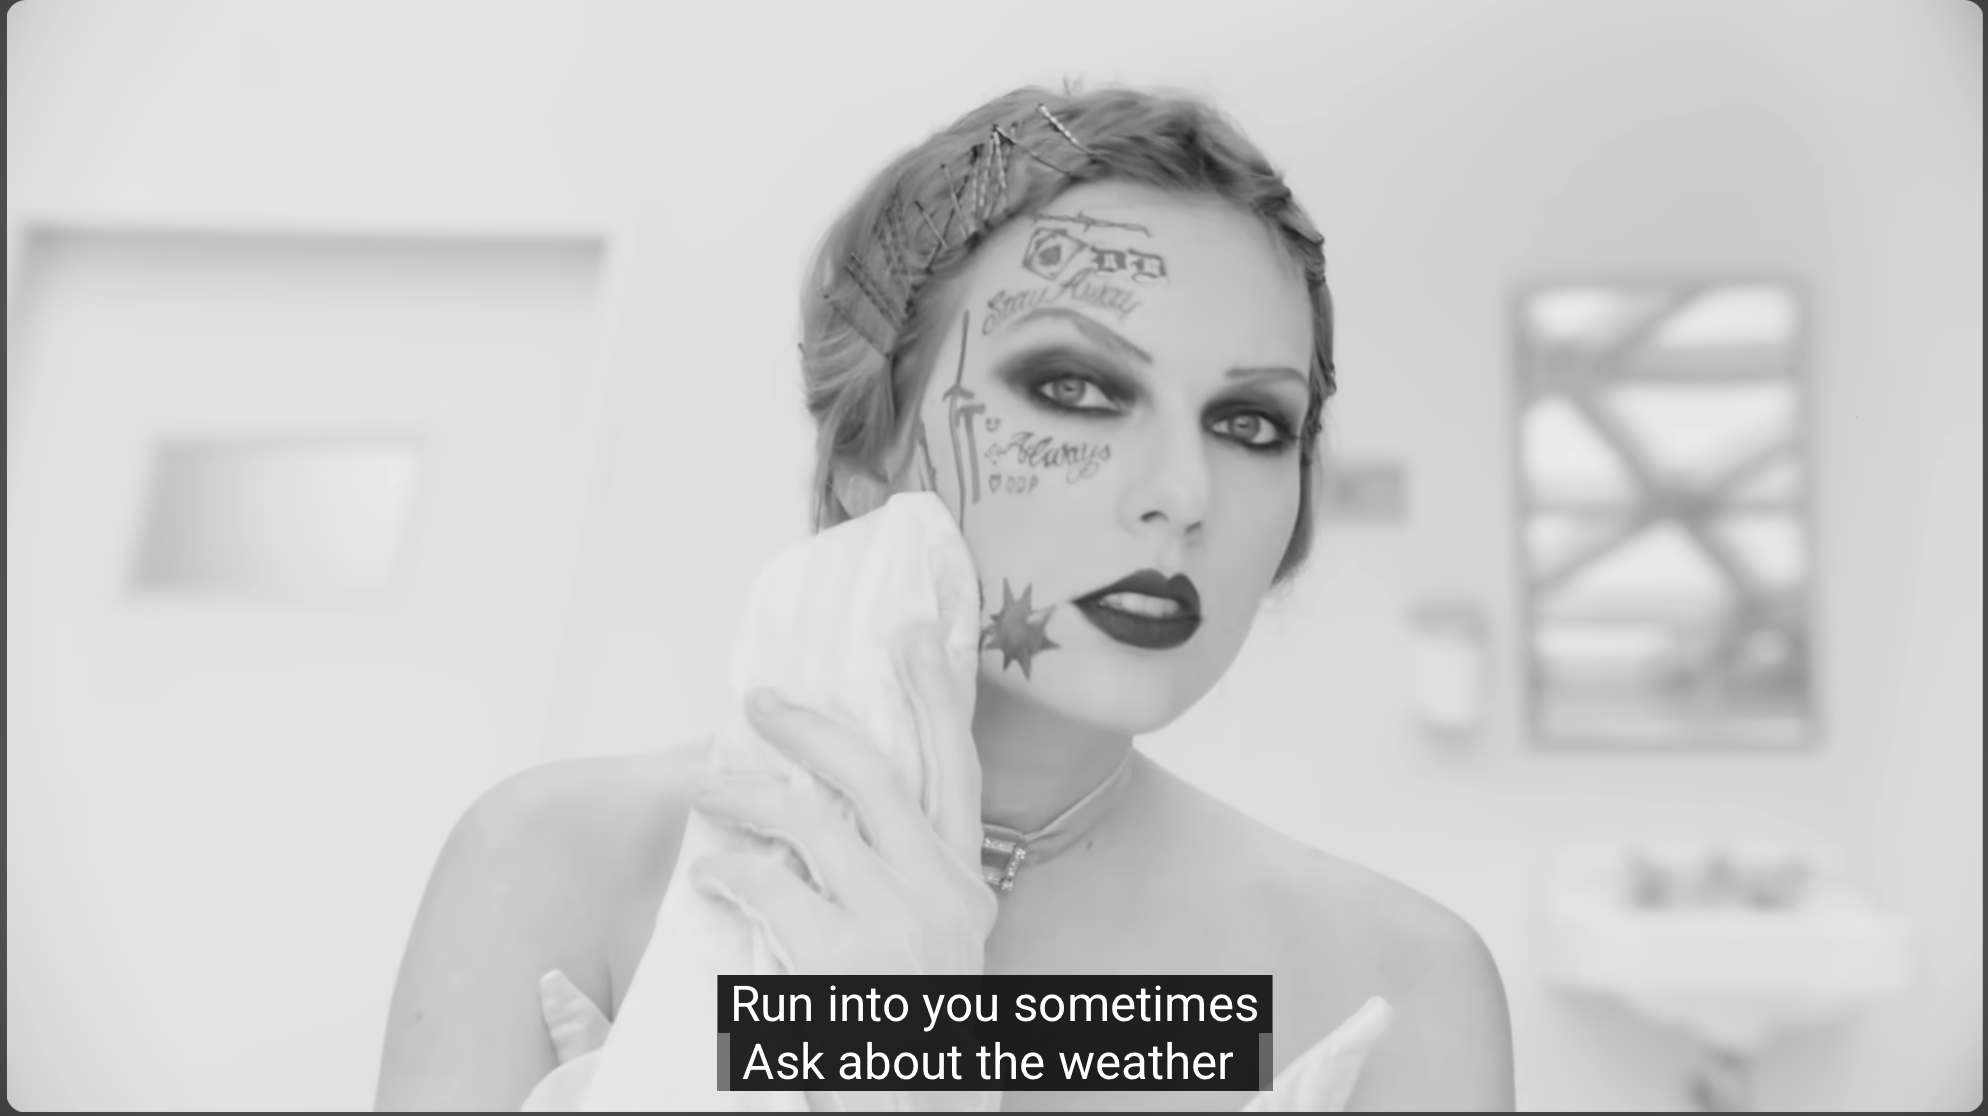 Stay Away
Always
Run into you sometimes
Ask about the weather